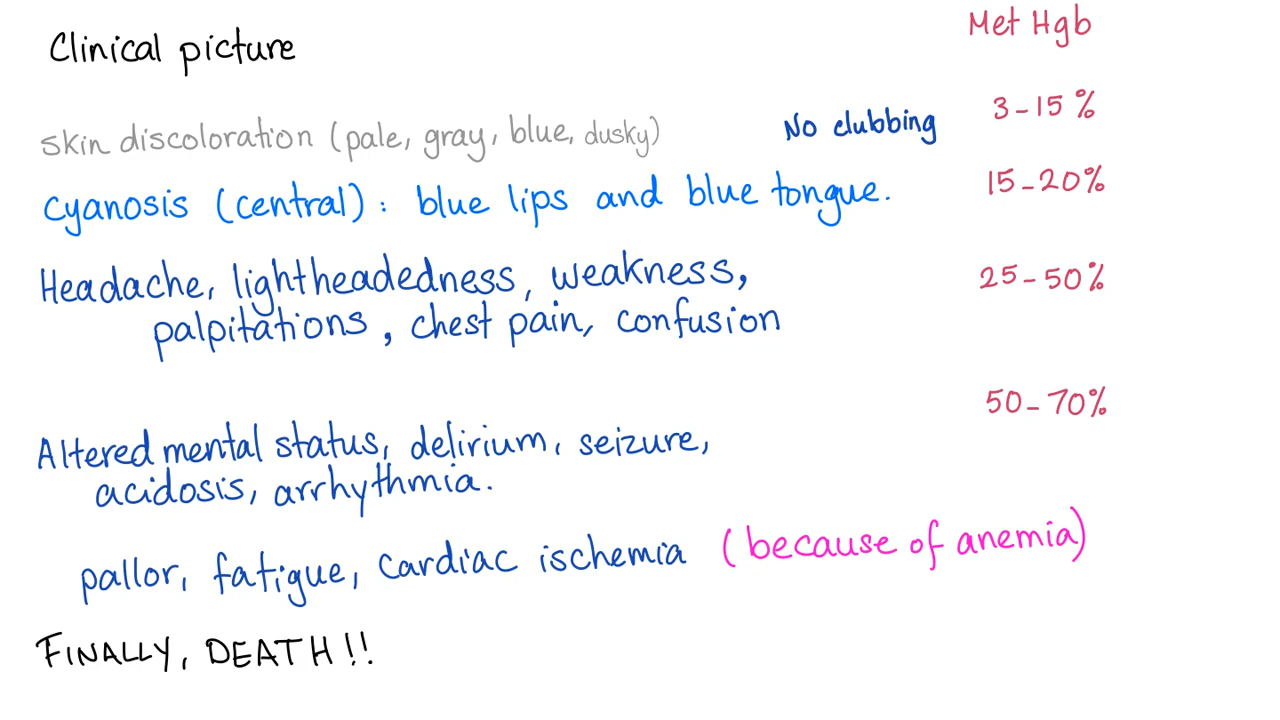 Clinical picture
Met Hgb
skin discoloration (pale, gray, blue, dusky)
No clubbing
3-15 %
cyanosis (central): blue lips and blue tongue.
15-20%
Headache, lightheadedness, weakness,
25-50%
palpitations, chest pain, confusion
50-70%
Altered mental status, delirium, seizure,
acidosis, arrhythmia.
pallor, fatigue, cardiac ischemia (because of anemia)
FINALLY, DEATH!!